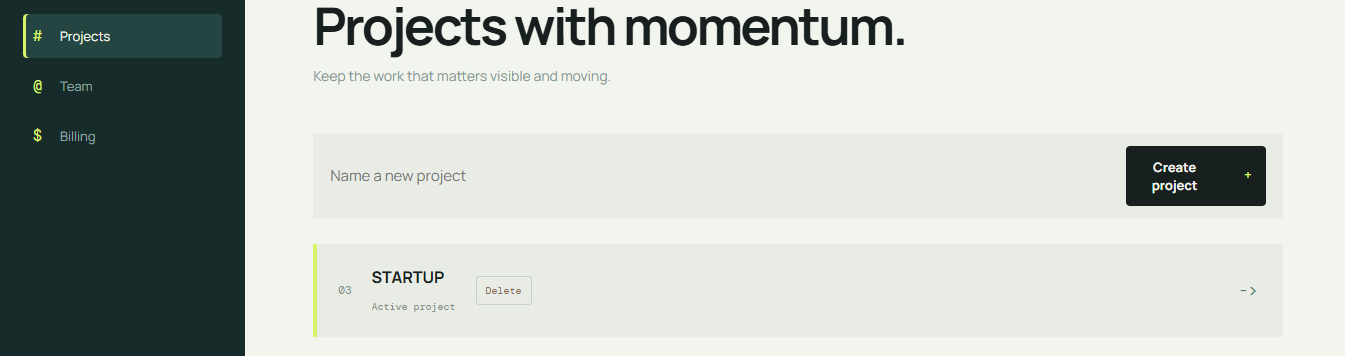 # Projects
@ Team
$ Billing
Projects with momentum.
Keep the work that matters visible and moving.
Name a new project
Create
project
+
03
STARTUP
Active project
Delete
->